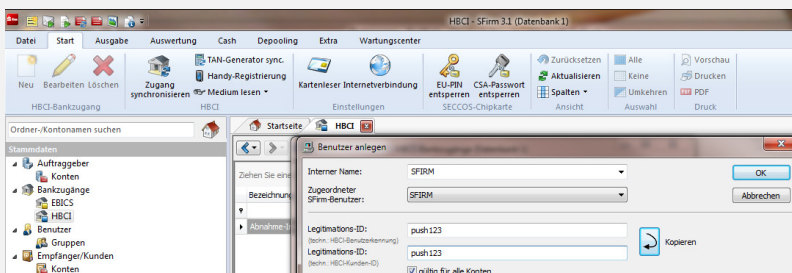 HBCI - SFirm 3.1 (Datenbank 1)
Datei Start Ausgabe Auswertung Cash Depooling Extra Wartungscenter
Neu Bearbeiten Löschen
HBCI-Bankzugang
Zugang synchronisieren
TAN-Generator sync.
Handy-Registrierung
Medium lesen
HBCI
Kartenleser Internetverbindung
Einstellungen
EU-PIN entsperren
CSA-Passwort entsperren
SECCOS-Chipkarte
Zurücksetzen
Aktualisieren
Spalten
Ansicht
Alle
Keine
Umkehren
Auswahl
Vorschau
Drucken
PDF
Druck
Ordner-/Kontonamen suchen
Stammdaten
Auftraggeber
Konten
Bankzugänge
EBICS
HBCI
Benutzer
Gruppen
Empfänger/Kunden
Konten
Startseite HBCI
Ziehen Sie eine
Bezeichnung
Abnahme-In
Benutzer anlegen
Interner Name: SFIRM
OK
Zugeordneter
SFirm-Benutzer: SFIRM
Abbrechen
Legitimations-ID: push123
(techn.: HBCI-Benutzerkennung)
Kopieren
Legitimations-ID: push123
(techn.: HBCI-Kunden-ID)
gültig für alle Konten